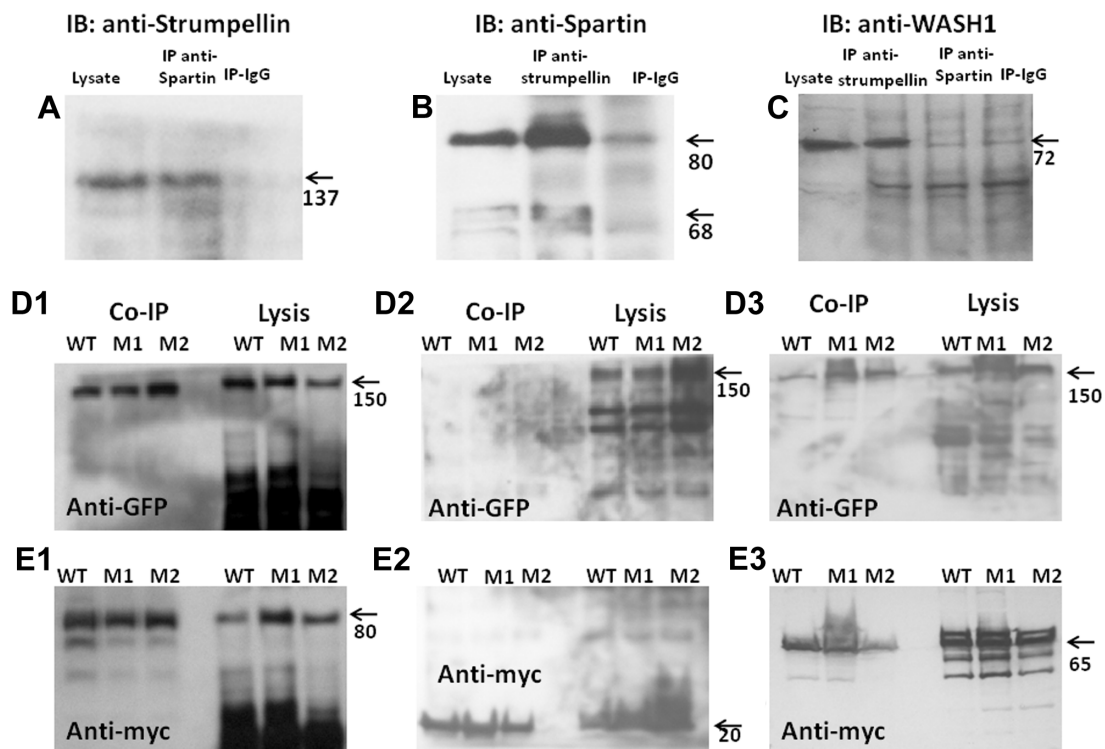 IB: anti-Strumpellin
IB: anti-Spartin
IB: anti-WASH1
Lysate
IP anti-
Spartin
IP-IgG
Lysate
IP anti-
strumpellin
IP-IgG
Lysate
IP anti-
strumpellin
IP anti-
Spartin
IP-IgG
A
137
B
80
68
C
72
D1
Co-IP
Lysis
WT M1 M2 WT M1 M2
150
Anti-GFP
D2
Co-IP
Lysis
WT M1 M2 WT M1 M2
150
Anti-GFP
D3
Co-IP
Lysis
WT M1 M2 WT M1 M2
150
Anti-GFP
E1
WT M1 M2 WT M1 M2
80
Anti-myc
E2
WT M1 M2 WT M1 M2
Anti-myc
20
E3
WT M1 M2 WT M1 M2
65
Anti-myc